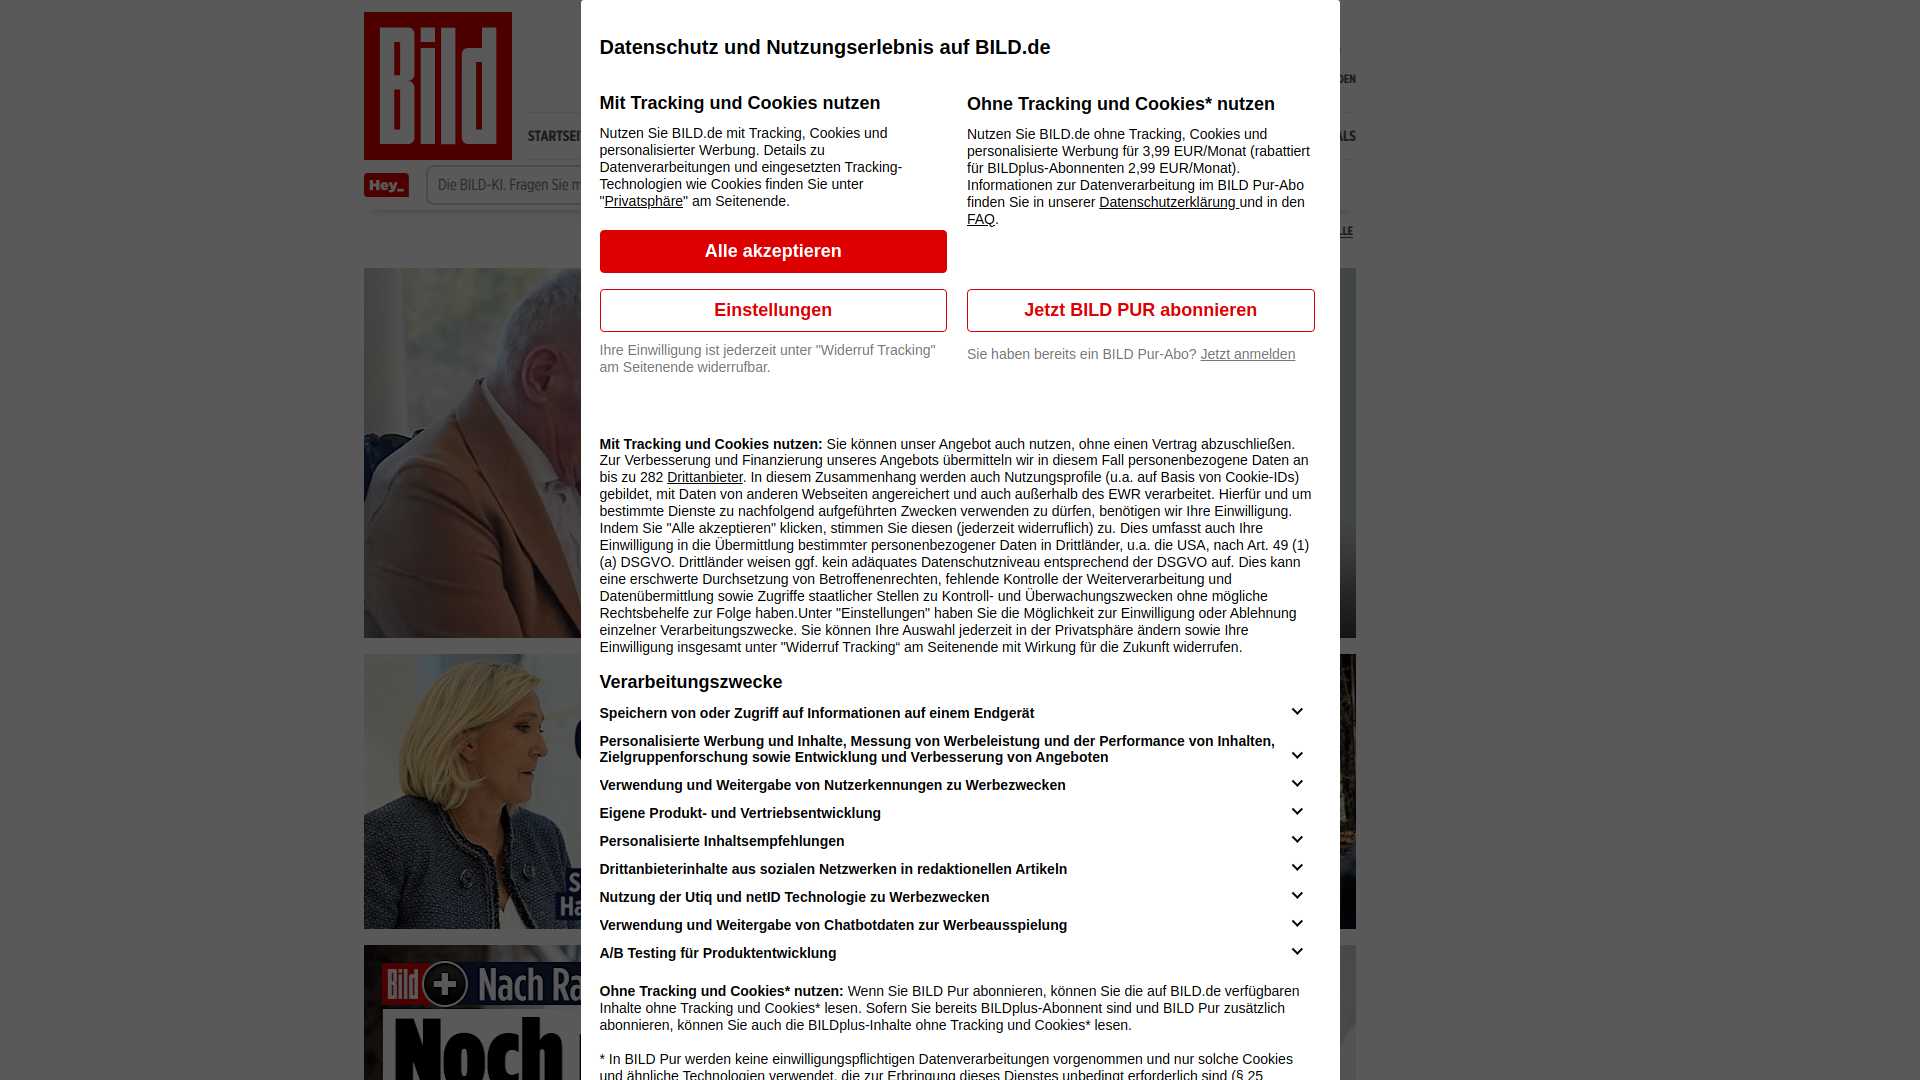 Bild
Datenschutz und Nutzungserlebnis auf BILD.de
Mit Tracking und Cookies nutzen
Nutzen Sie BILD.de mit Tracking, Cookies und
personalisierter Werbung. Details zu
Datenverarbeitungen und eingesetzten Tracking-
Technologien wie Cookies finden Sie unter
"Privatsphäre" am Seitenende.
Alle akzeptieren
Einstellungen
Ihre Einwilligung ist jederzeit unter "Widerruf Tracking"
am Seitenende widerrufbar.
Ohne Tracking und Cookies* nutzen
Nutzen Sie BILD.de ohne Tracking, Cookies und
personalisierte Werbung für 3,99 EUR/Monat (rabattiert
für BILDplus-Abonnenten 2,99 EUR/Monat).
Informationen zur Datenverarbeitung im BILD Pur-Abo
finden Sie in unserer Datenschutzerklärung und in den
FAQ.
Jetzt BILD PUR abonnieren
Sie haben bereits ein BILD Pur-Abo? Jetzt anmelden
Hey_
Die BILD-KI. Fragen Sie
Mit Tracking und Cookies nutzen: Sie können unser Angebot auch nutzen, ohne einen Vertrag abzuschließen.
Zur Verbesserung und Finanzierung unseres Angebots übermitteln wir in diesem Fall personenbezogene Daten an
bis zu 282 Drittanbieter. In diesem Zusammenhang werden auch Nutzungsprofile (u.a. auf Basis von Cookie-IDs)
gebildet, mit Daten von anderen Webseiten angereichert und auch außerhalb des EWR verarbeitet. Hierfür und um
bestimmte Dienste zu nachfolgend aufgeführten Zwecken verwenden zu dürfen, benötigen wir Ihre Einwilligung.
Indem Sie "Alle akzeptieren" klicken, stimmen Sie diesen (jederzeit widerruflich) zu. Dies umfasst auch Ihre
Einwilligung in die Übermittlung bestimmter personenbezogener Daten in Drittländer, u.a. die USA, nach Art. 49 (1)
(a) DSGVO. Drittländer weisen ggf. kein adäquates Datenschutzniveau entsprechend der DSGVO auf. Dies kann
eine erschwerte Durchsetzung von Betroffenenrechten, fehlende Kontrolle der Weiterverarbeitung und
Datenübermittlung sowie Zugriffe staatlicher Stellen zu Kontroll- und Überwachungszwecken ohne mögliche
Rechtsbehelfe zur Folge haben.Unter "Einstellungen" haben Sie die Möglichkeit zur Einwilligung oder Ablehnung
einzelner Verarbeitungszwecke. Sie können Ihre Auswahl jederzeit in der Privatsphäre ändern sowie Ihre
Einwilligung insgesamt unter "Widerruf Tracking“ am Seitenende mit Wirkung für die Zukunft widerrufen.
Verarbeitungszwecke
Speichern von oder Zugriff auf Informationen auf einem Endgerät
Personalisierte Werbung und Inhalte, Messung von Werbeleistung und der Performance von Inhalten,
Zielgruppenforschung sowie Entwicklung und Verbesserung von Angeboten
Verwendung und Weitergabe von Nutzerkennungen zu Werbezwecken
Eigene Produkt- und Vertriebsentwicklung
Personalisierte Inhaltsempfehlungen
Drittanbieterinhalte aus sozialen Netzwerken in redaktionellen Artikeln
Nutzung der Utiq und netID Technologie zu Werbezwecken
Verwendung und Weitergabe von Chatbotdaten zur Werbeausspielung
A/B Testing für Produktentwicklung
Ohne Tracking und Cookies* nutzen: Wenn Sie BILD Pur abonnieren, können Sie die auf BILD.de verfügbaren
Inhalte ohne Tracking und Cookies* lesen. Sofern Sie bereits BILDplus-Abonnent sind und BILD Pur zusätzlich
abonnieren, können Sie auch die BILDplus-Inhalte ohne Tracking und Cookies* lesen.
* In BILD Pur werden keine einwilligungspflichtigen Datenverarbeitungen vorgenommen und nur solche Cookies
und ähnliche Technologien verwendet, die zur Erbringung dieses Dienstes unbedingt erforderlich sind (§ 25
Bild + Nach
Noch